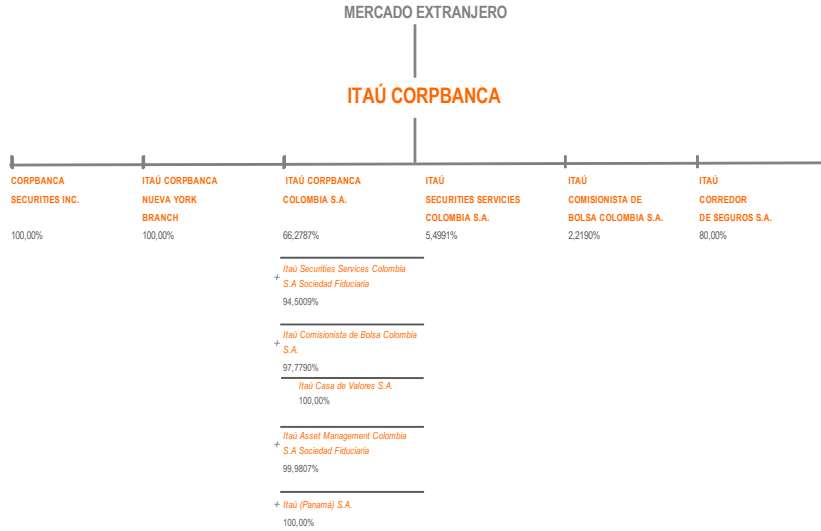 MERCADO EXTRANJERO
ITAÚ CORPBANCA
CORPBANCA
SECURITIES INC.
100,00%
ITAÚ CORPBANCA
NUEVA YORK
BRANCH
100,00%
ITAÚ CORPBANCA
COLOMBIA S.A.
66,2787%
+ Itaú Securities Services Colombia
S.A Sociedad Fiduciaria
94,5009%
+ Itaú Comisionista de Bolsa Colombia
S.A.
97,7790%
Itaú Casa de Valores S.A.
100,00%
+ Itaú Asset Management Colombia
S.A Sociedad Fiduciaria
99,9807%
+ Itaú (Panamá) S.A.
100,00%
ITAÚ
SECURITIES SERVICIES
COLOMBIA S.A.
5,4991%
ITAÚ
COMISIONISTA DE
BOLSA COLOMBIA S.A.
2,2190%
ITAÚ
CORREDOR
DE SEGUROS S.A.
80,00%